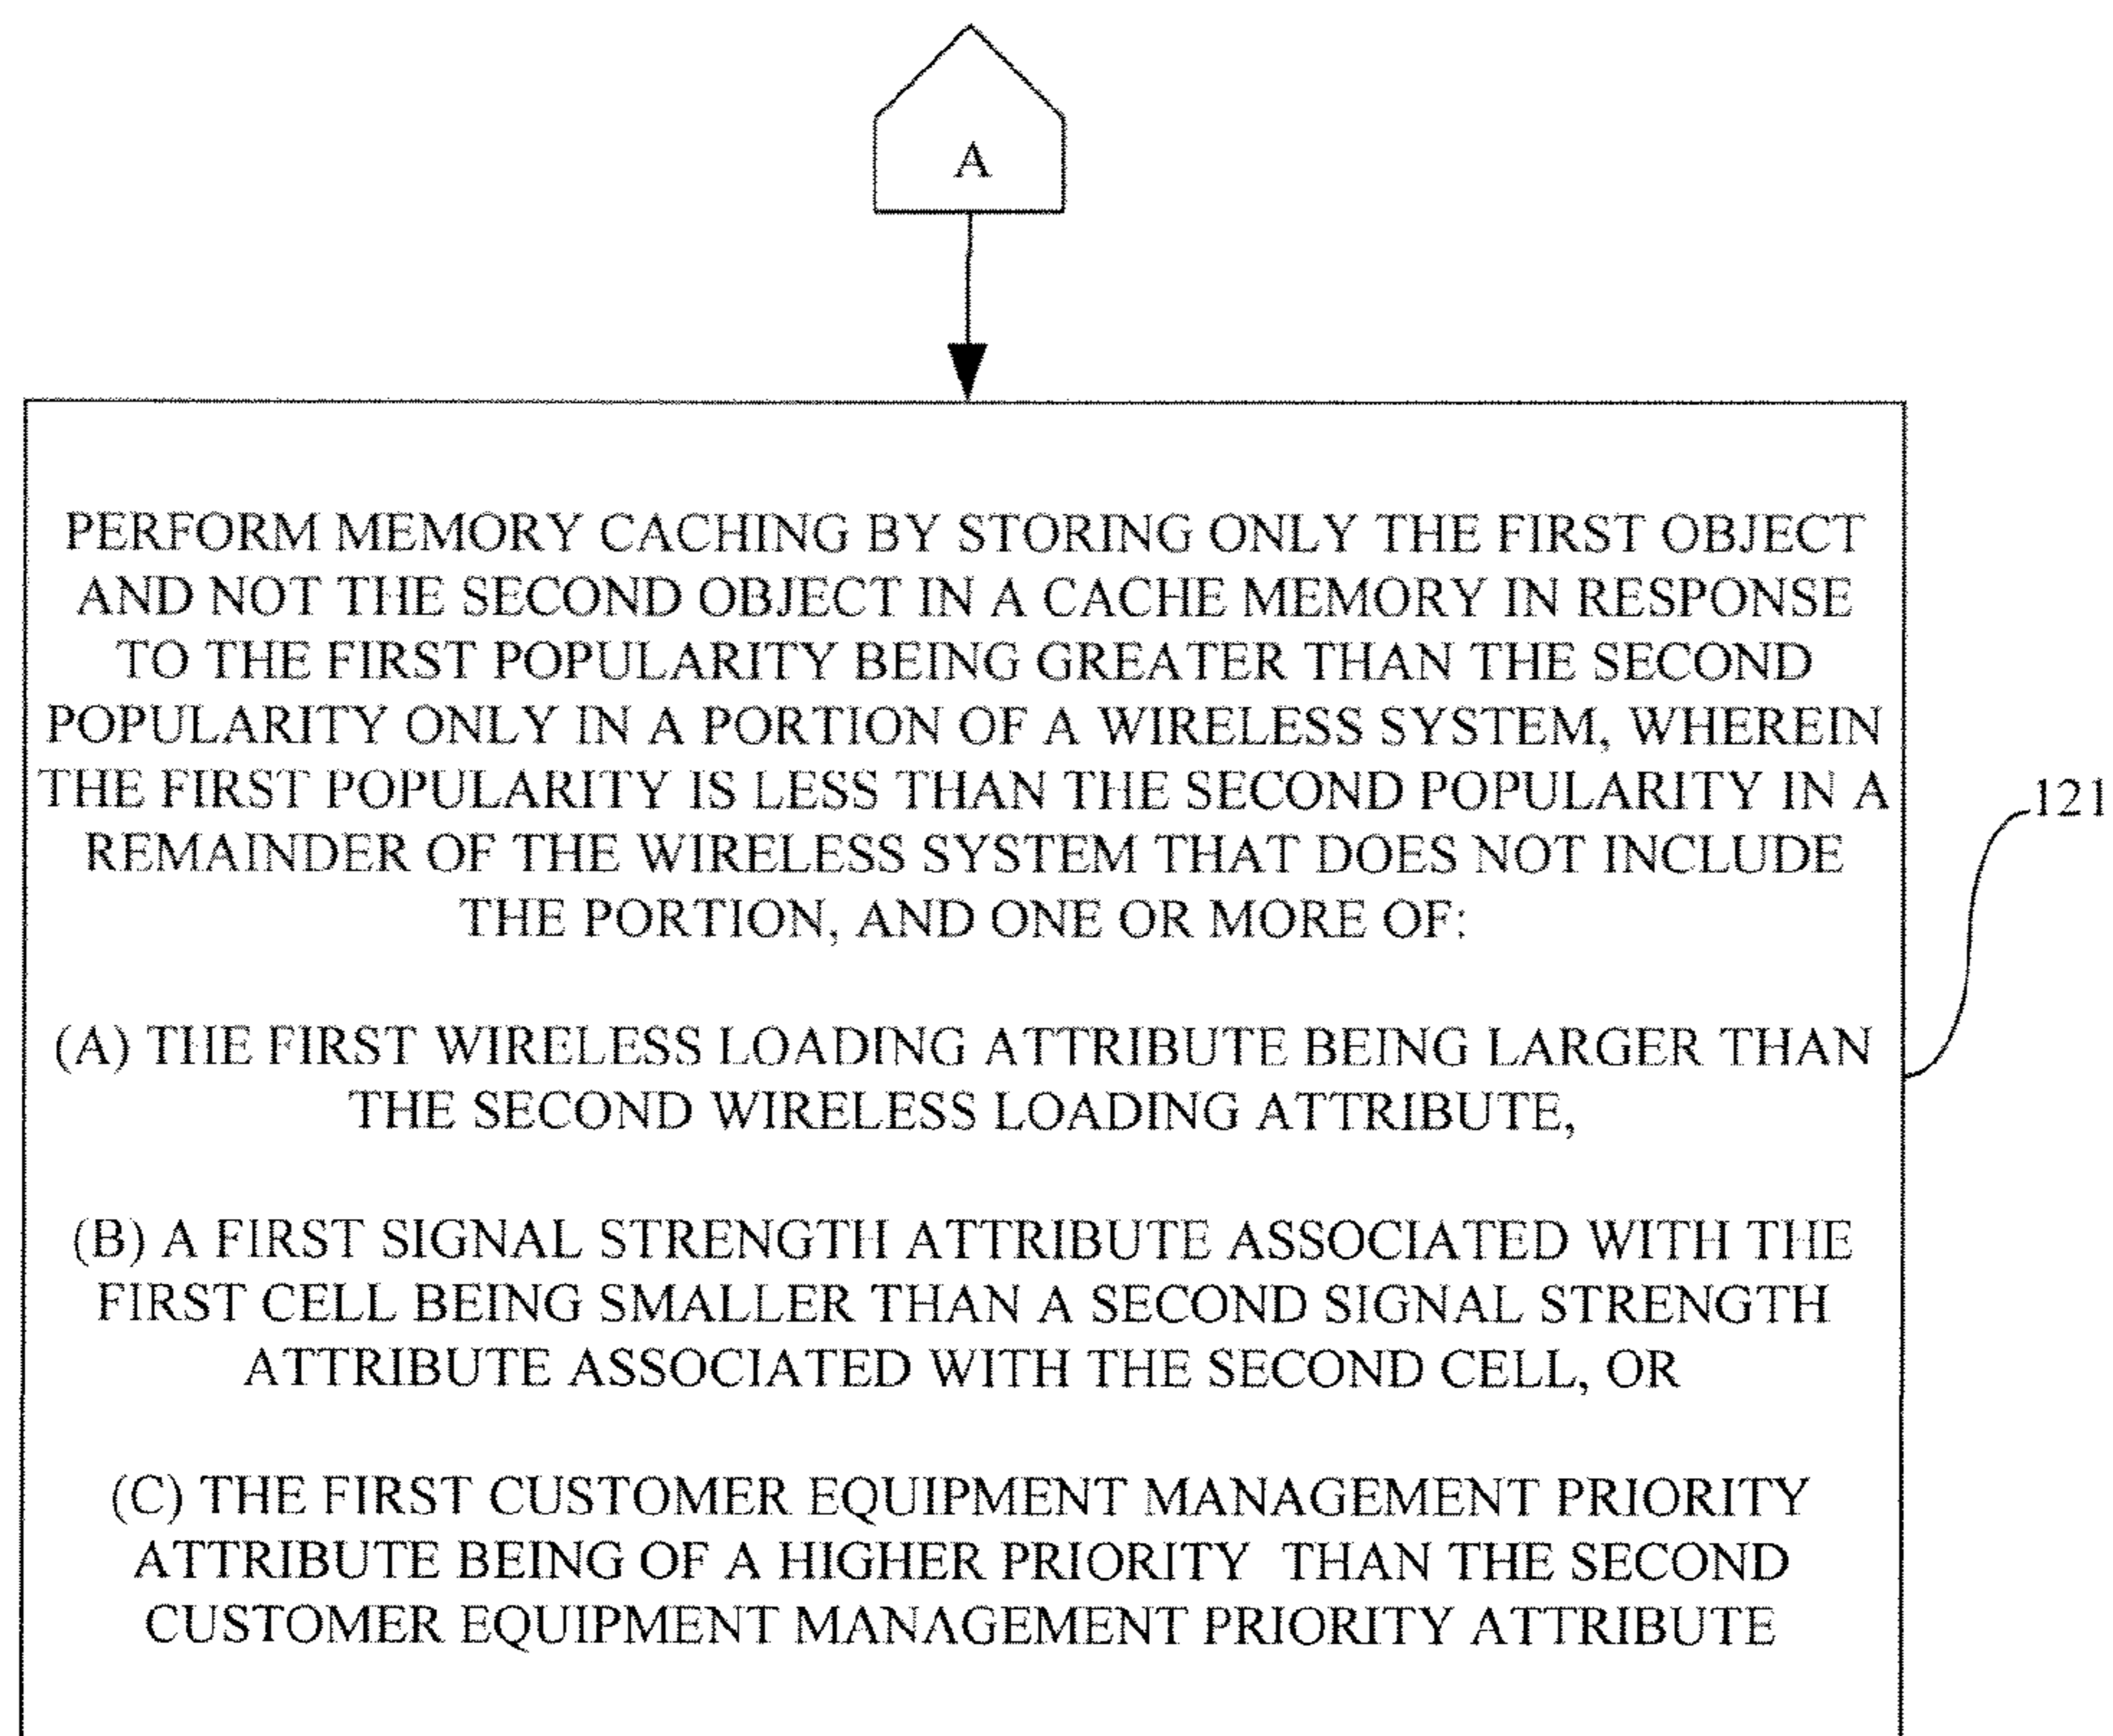 A
PERFORM MEMORY CACHING BY STORING ONLY THE FIRST OBJECT
AND NOT THE SECOND OBJECT IN A CACHE MEMORY IN RESPONSE
TO THE FIRST POPULARITY BEING GREATER THAN THE SECOND
POPULARITY ONLY IN A PORTION OF A WIRELESS SYSTEM, WHEREIN
THE FIRST POPULARITY IS LESS THAN THE SECOND POPULARITY IN A
REMAINDER OF THE WIRELESS SYSTEM THAT DOES NOT INCLUDE
THE PORTION, AND ONE OR MORE OF:
(A) THE FIRST WIRELESS LOADING ATTRIBUTE BEING LARGER THAN
THE SECOND WIRELESS LOADING ATTRIBUTE,
(B) A FIRST SIGNAL STRENGTH ATTRIBUTE ASSOCIATED WITH THE
FIRST CELL BEING SMALLER THAN A SECOND SIGNAL STRENGTH
ATTRIBUTE ASSOCIATED WITH THE SECOND CELL, OR
(C) THE FIRST CUSTOMER EQUIPMENT MANAGEMENT PRIORITY
ATTRIBUTE BEING OF A HIGHER PRIORITY THAN THE SECOND
CUSTOMER EQUIPMENT MANAGEMENT PRIORITY ATTRIBUTE
121